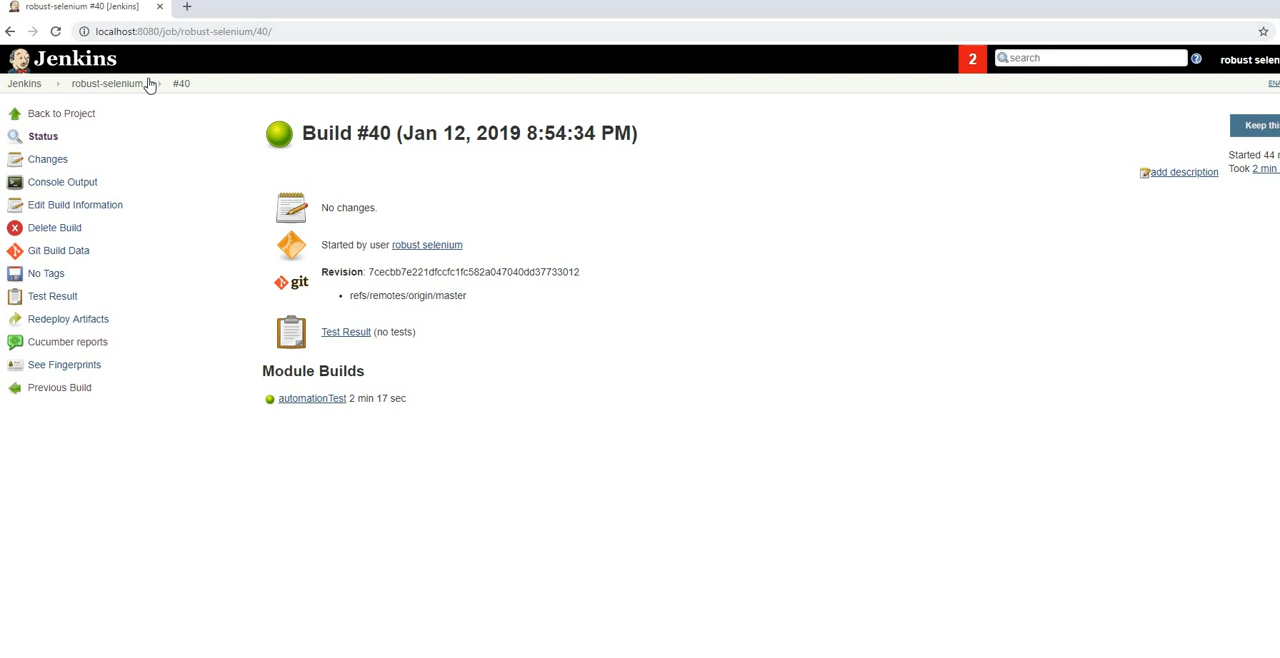 robust-selenium #40 [Jenkins]
localhost:8080/job/robust-selenium/40/
Jenkins
2
search
robust selen
Jenkins
robust-selenium
#40
Back to Project
Status
Changes
Console Output
Edit Build Information
Delete Build
Git Build Data
No Tags
Test Result
Redeploy Artifacts
Cucumber reports
See Fingerprints
Previous Build
Build #40 (Jan 12, 2019 8:54:34 PM)
Keep thi
Started 44
Took 2 min
add description
No changes.
Started by user robust selenium
git
Revision: 7cecbb7e221dfccfc1fc582a047040dd37733012
• refs/remotes/origin/master
Test Result (no tests)
Module Builds
automationTest 2 min 17 sec